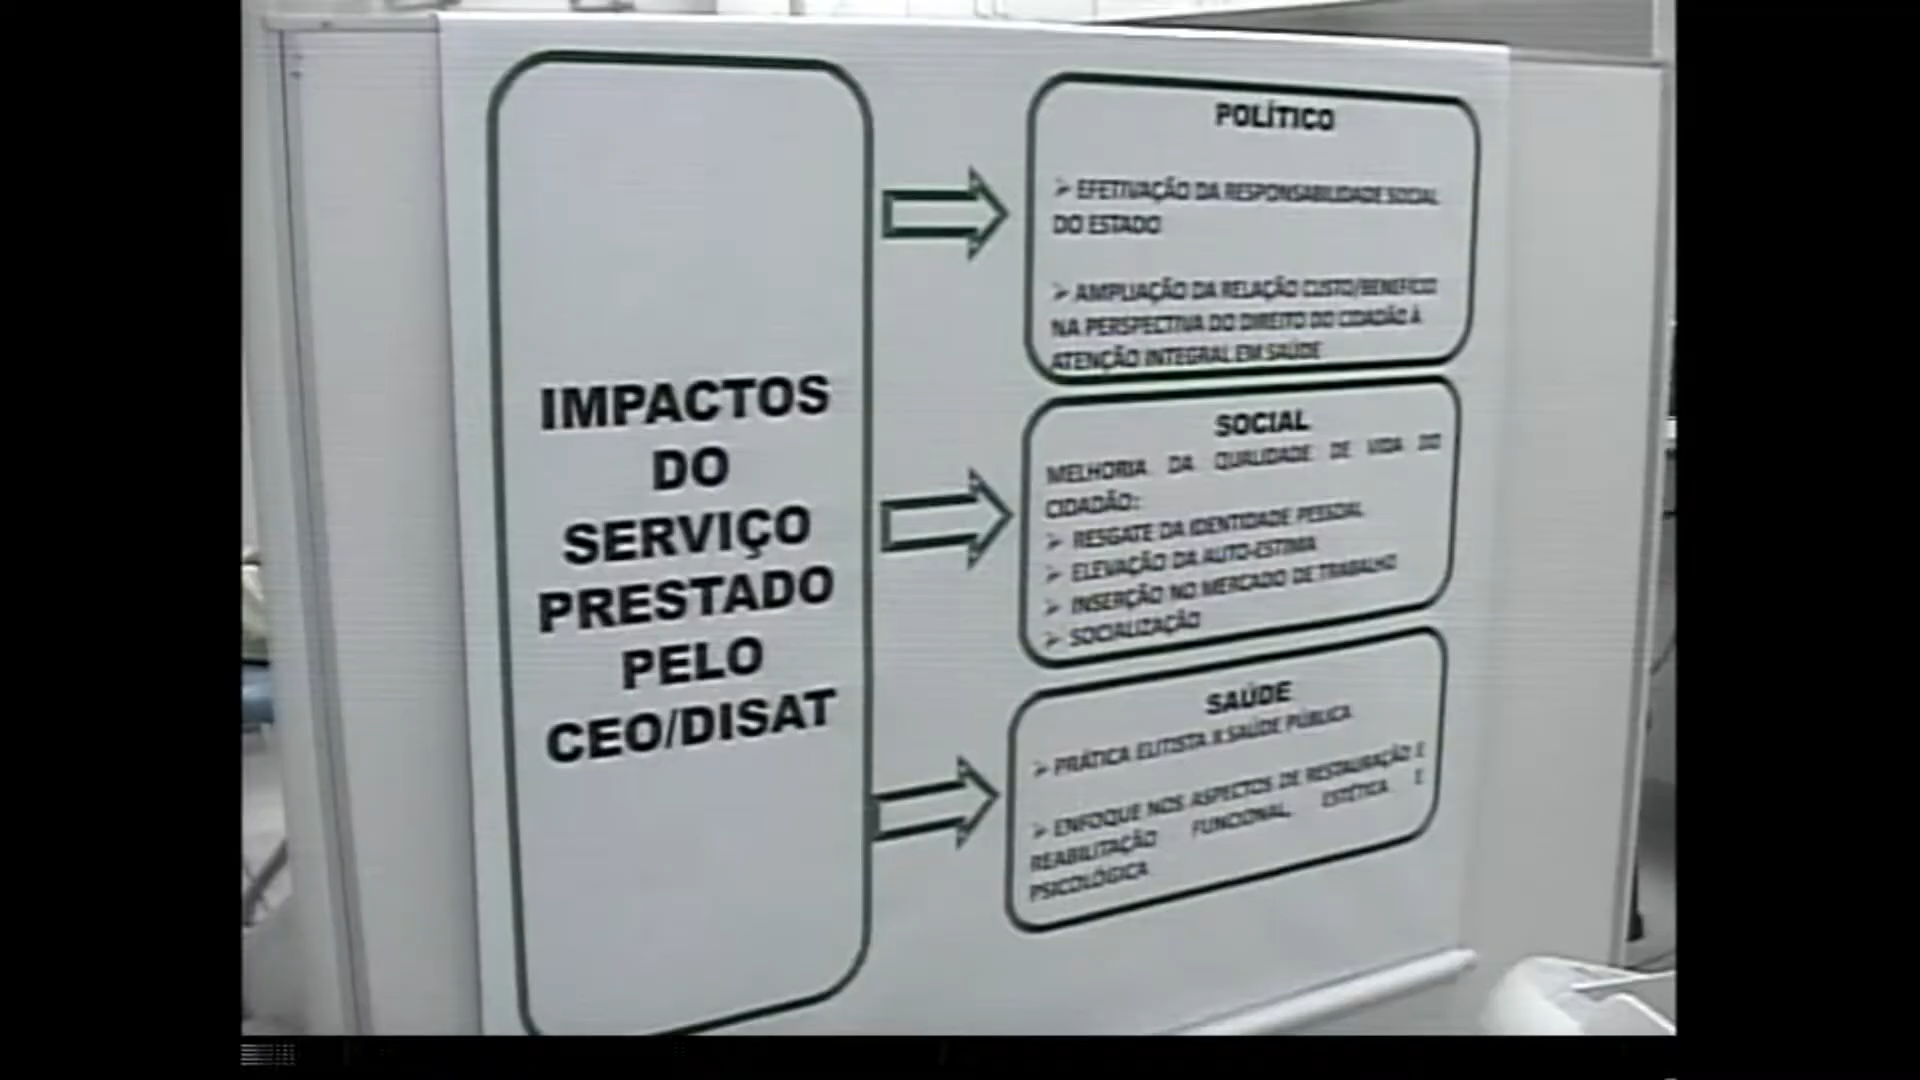 IMPACTOS
DO
SERVIÇO
PRESTADO
PELO
CEO/DISAT
POLÍTICO
➢ EFETIVAÇÃO DA RESPONSABILIDADE SOCIAL
DO ESTADO
➢ AMPLIAÇÃO DA RELAÇÃO CUSTO/BENEFÍCIO
NA PERSPECTIVA DO DIREITO DO CIDADÃO À
ATENÇÃO INTEGRAL EM SAÚDE
SOCIAL
MELHORIA DA QUALIDADE DE VIDA DO
CIDADÃO:
➢ RESGATE DA IDENTIDADE PESSOAL
➢ ELEVAÇÃO DA AUTO-ESTIMA
➢ INSERÇÃO NO MERCADO DE TRABALHO
➢ SOCIALIZAÇÃO
SAÚDE
➢ PRÁTICA ELITISTA X SAÚDE PÚBLICA
➢ ENFOQUE NOS ASPECTOS DE RESTAURAÇÃO E
REABILITAÇÃO FUNCIONAL, ESTÉTICA E
PSICOLÓGICA